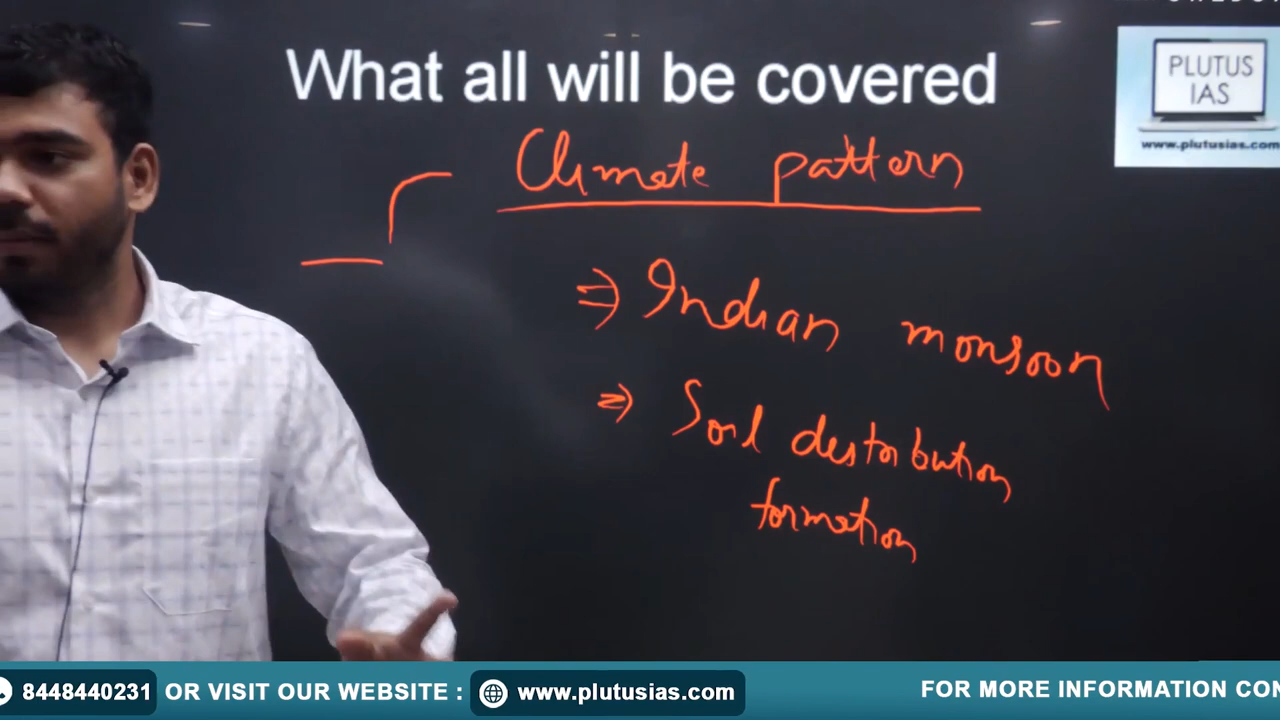 What all will be covered
PLUTUS
IAS
www.plutusias.com
Climate pattern
⇒ Indian monsoon
⇒ Soil distribution
formation
8448440231 OR VISIT OUR WEBSITE : www.plutusias.com
FOR MORE INFORMATION CON